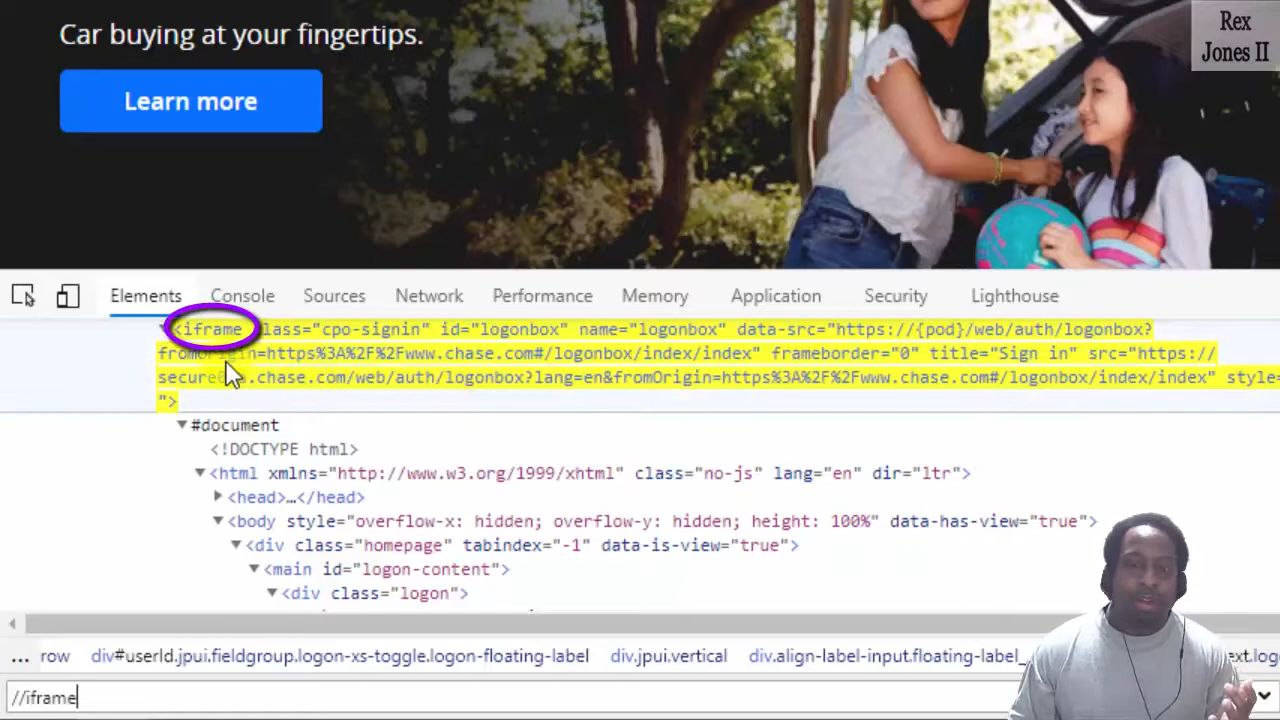 Rex
Jones II
Car buying at your fingertips.
Learn more
Elements Console Sources Network Performance Memory Application Security Lighthouse
<iframe class="cpo-signin" id="logonbox" name="logonbox" data-src="https://{pod}/web/auth/logonbox?
fromOrigin=https%3A%2F%2Fwww.chase.com#/logonbox/index/index" frameborder="0" title="Sign in" src="https://
secure .chase.com/web/auth/logonbox?lang=en&fromOrigin=https%3A%2F%2Fwww.chase.com#/logonbox/index/index" style=
">
#document
<!DOCTYPE html>
<html xmlns="http://www.w3.org/1999/xhtml" class="no-js" lang="en" dir="ltr">
<head>…</head>
<body style="overflow-x: hidden; overflow-y: hidden; height: 100%" data-has-view="true">
<div class="homepage" tabindex="-1" data-is-view="true">
<main id="logon-content">
<div class="logon">
... row div#userId.jpui.fieldgroup.logon-xs-toggle.logon-floating-label div.jpui.vertical div.align-label-input.floating-label_ ext.logo
//iframe